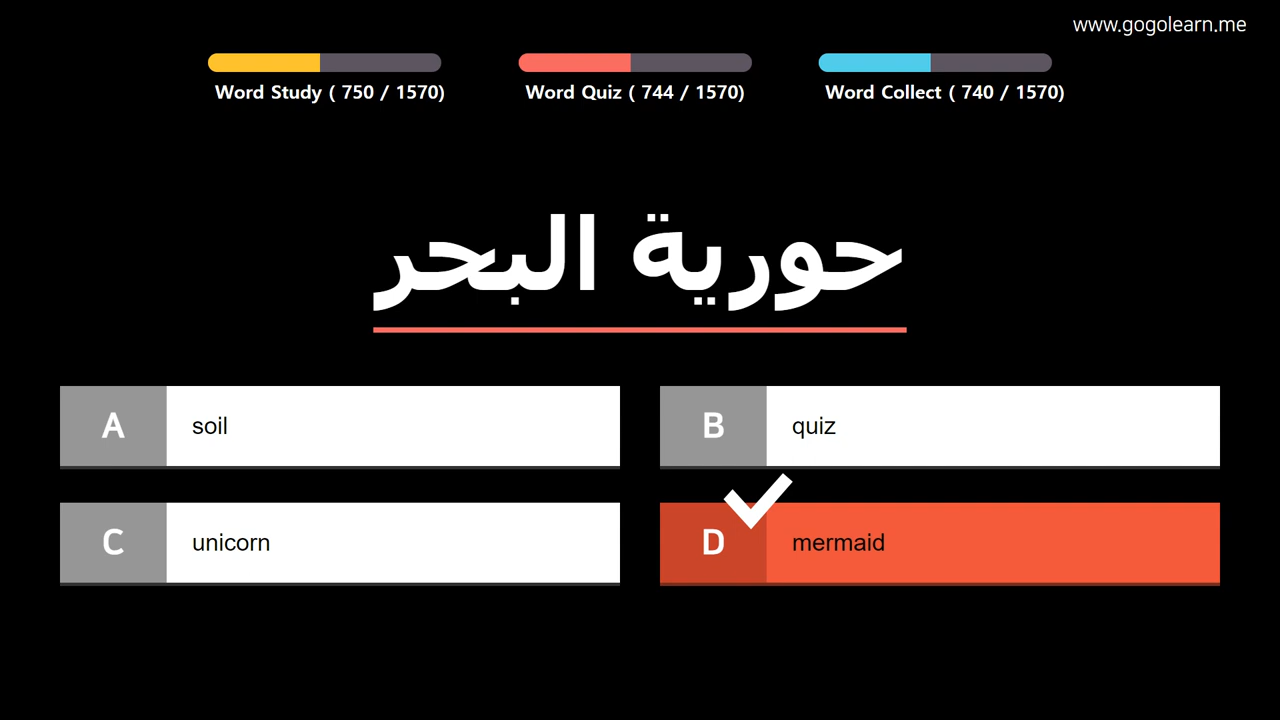 www.gogolearn.me
Word Study ( 750 / 1570)
Word Quiz ( 744 / 1570)
Word Collect ( 740 / 1570)
حورية البحر
A soil
B quiz
C unicorn
D mermaid